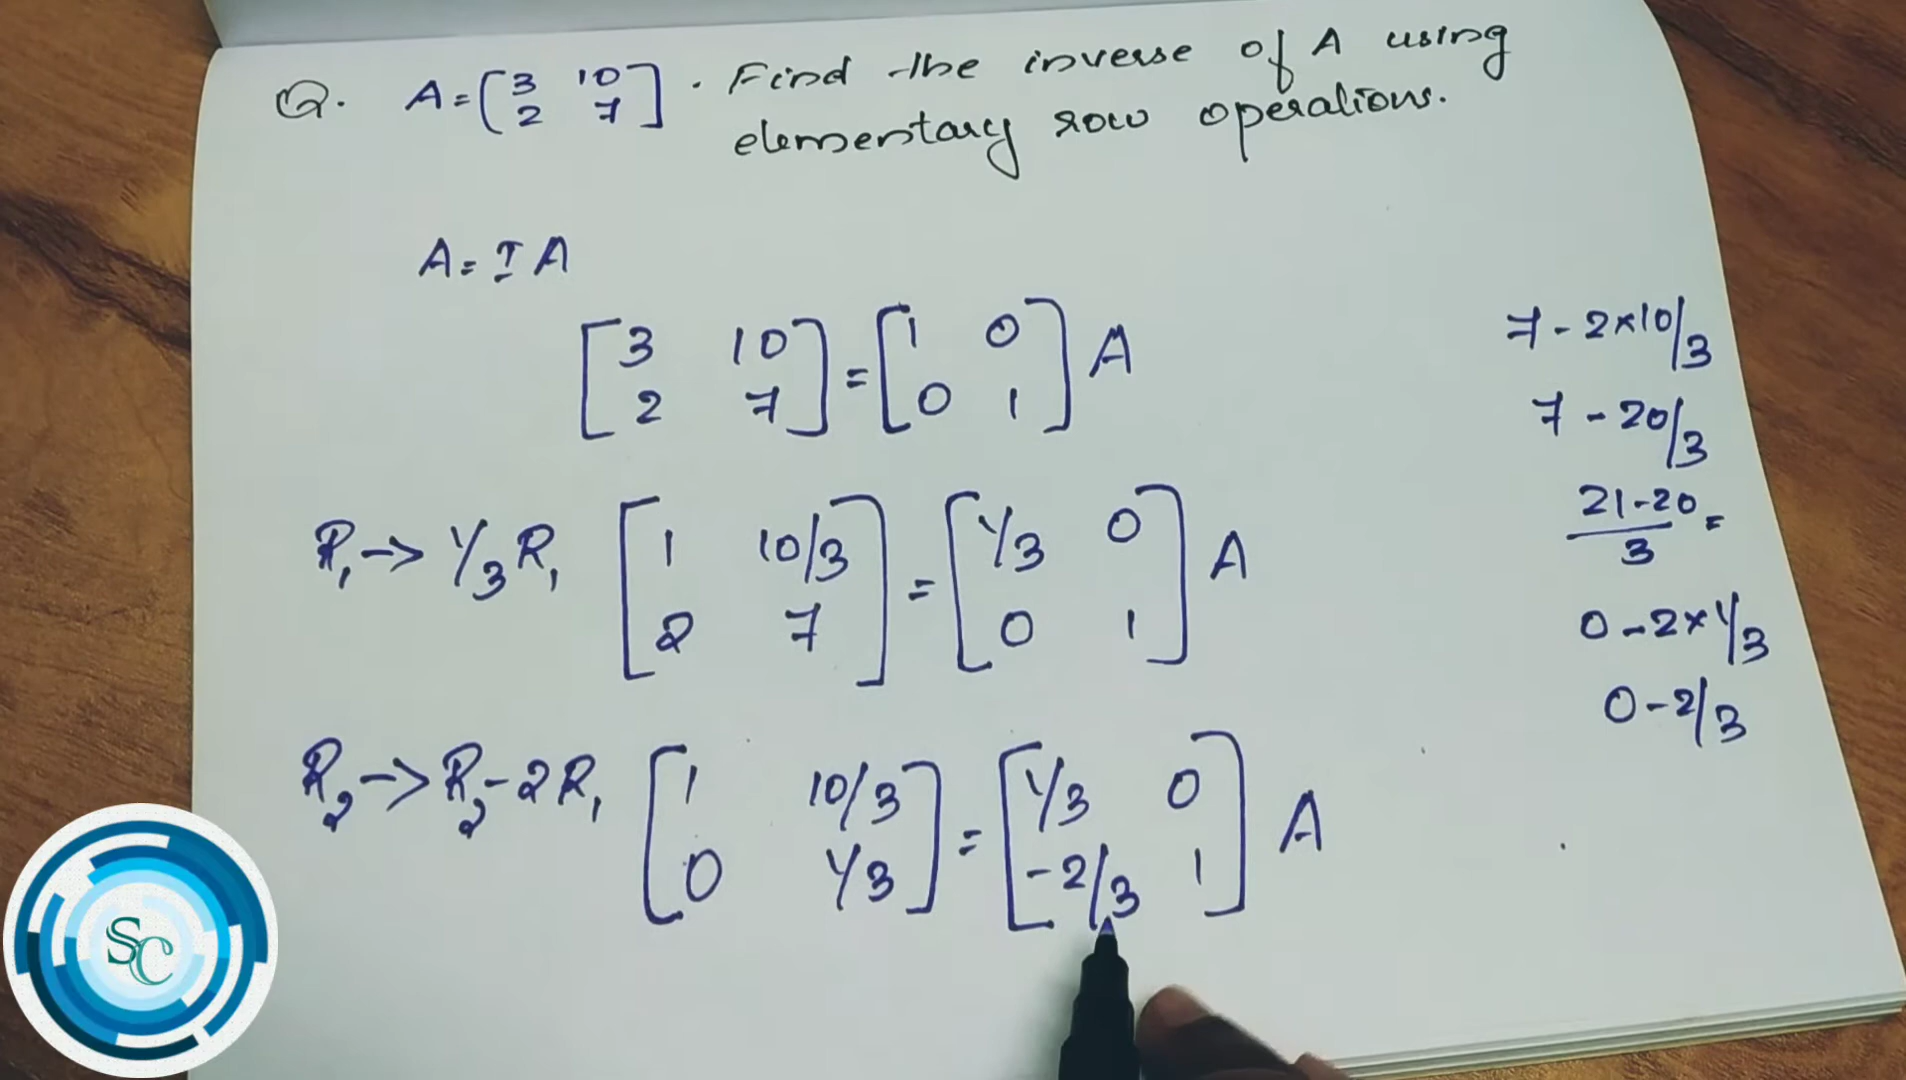 Q. A = [3 10] . Find the inverse of A using
[2 7] elementary row operations.
A = I A
[3 10] = [1 0] A
[2 7] [0 1]
R₁ → 1/3 R₁ [1 10/3] = [1/3 0] A
[2 7] [0 1]
R₂ → R₂ - 2R₁ [1 10/3] = [1/3 0] A
[0 1/3] [-2/3 1]
7 - 2×10/3
7 - 20/3
21-20/3 =
0 - 2×1/3
0 - 2/3
SC